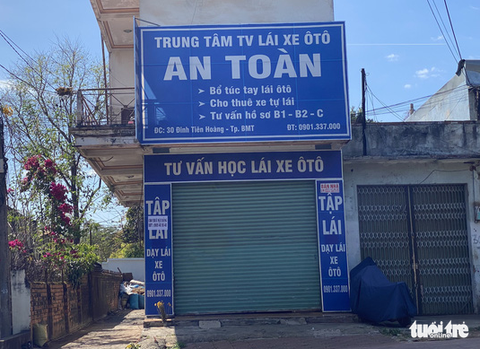 TRUNG TÂM TV LÁI XE ÔTÔ
AN TOÀN
Bổ túc tay lái ôtô
Cho thuê xe tự lái
Tư vấn hồ sơ B1 - B2 - C
ĐC: 30 Đinh Tiên Hoàng - Tp. BMT
ĐT: 0901.337.000
TƯ VẤN HỌC LÁI XE ÔTÔ
TẬP
LÁI
DẠY LÁI
XE
ÔTÔ
0901.337.000
TẬP
LÁI
DẠY LÁI
XE
ÔTÔ
0901.337.000
tuổi trẻ
online